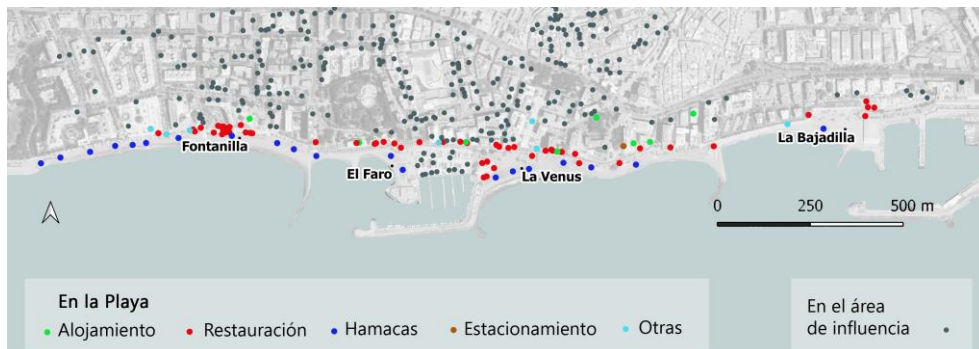 Fontanilla
El Faro
La Venus
La Bajadilla
0 250 500 m
En la Playa
Alojamiento Restauración Hamacas Estacionamiento Otras
En el área
de influencia